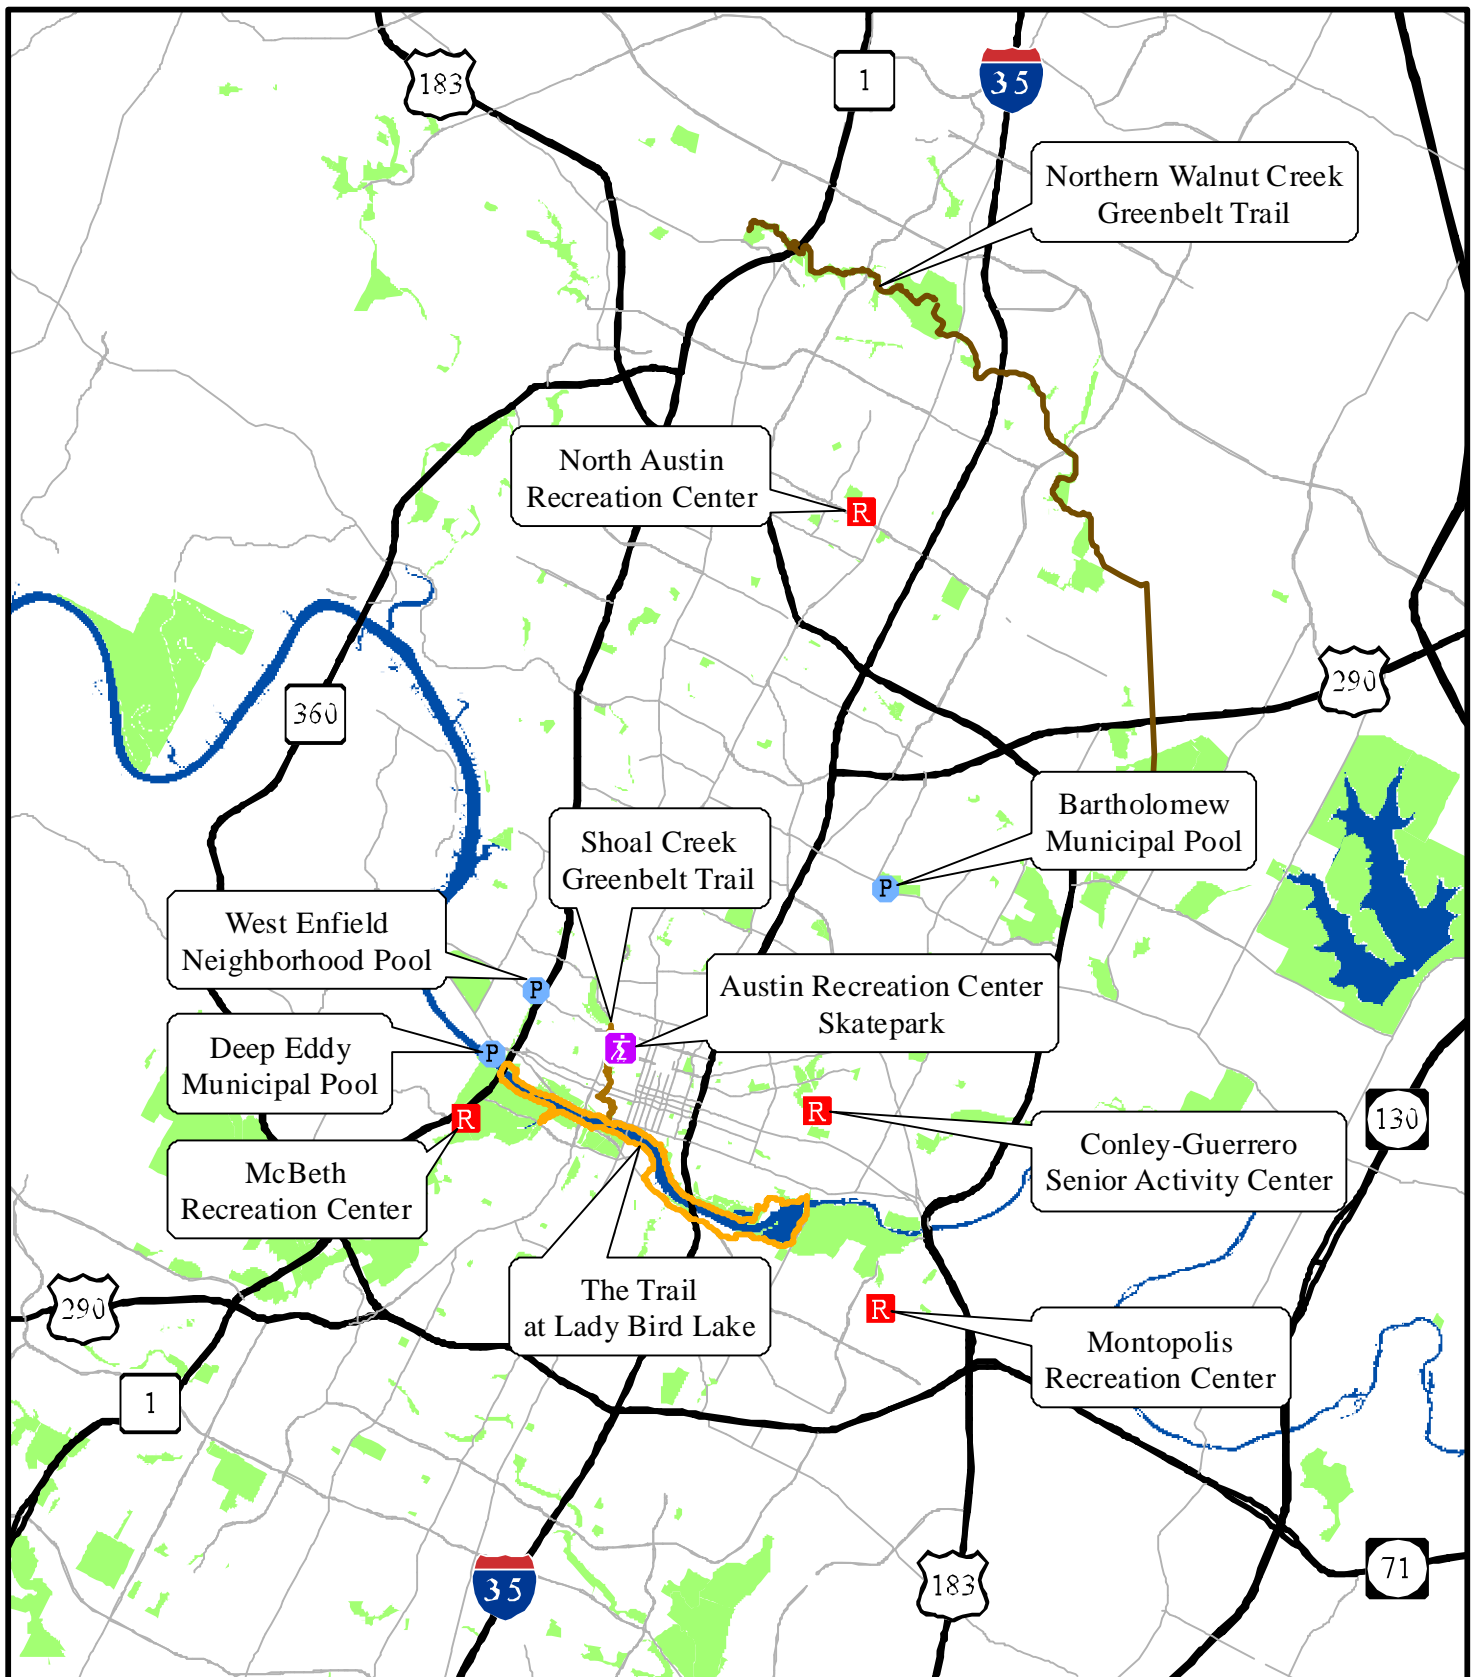 183
1
35
Northern Walnut Creek
Greenbelt Trail
North Austin
Recreation Center
R
290
360
Bartholomew
Municipal Pool
P
Shoal Creek
Greenbelt Trail
West Enfield
Neighborhood Pool
P
Austin Recreation Center
Skatepark
Deep Eddy
Municipal Pool
P
R
R
130
McBeth
Recreation Center
Conley-Guerrero
Senior Activity Center
290
The Trail
at Lady Bird Lake
R
Montopolis
Recreation Center
1
35
183
71